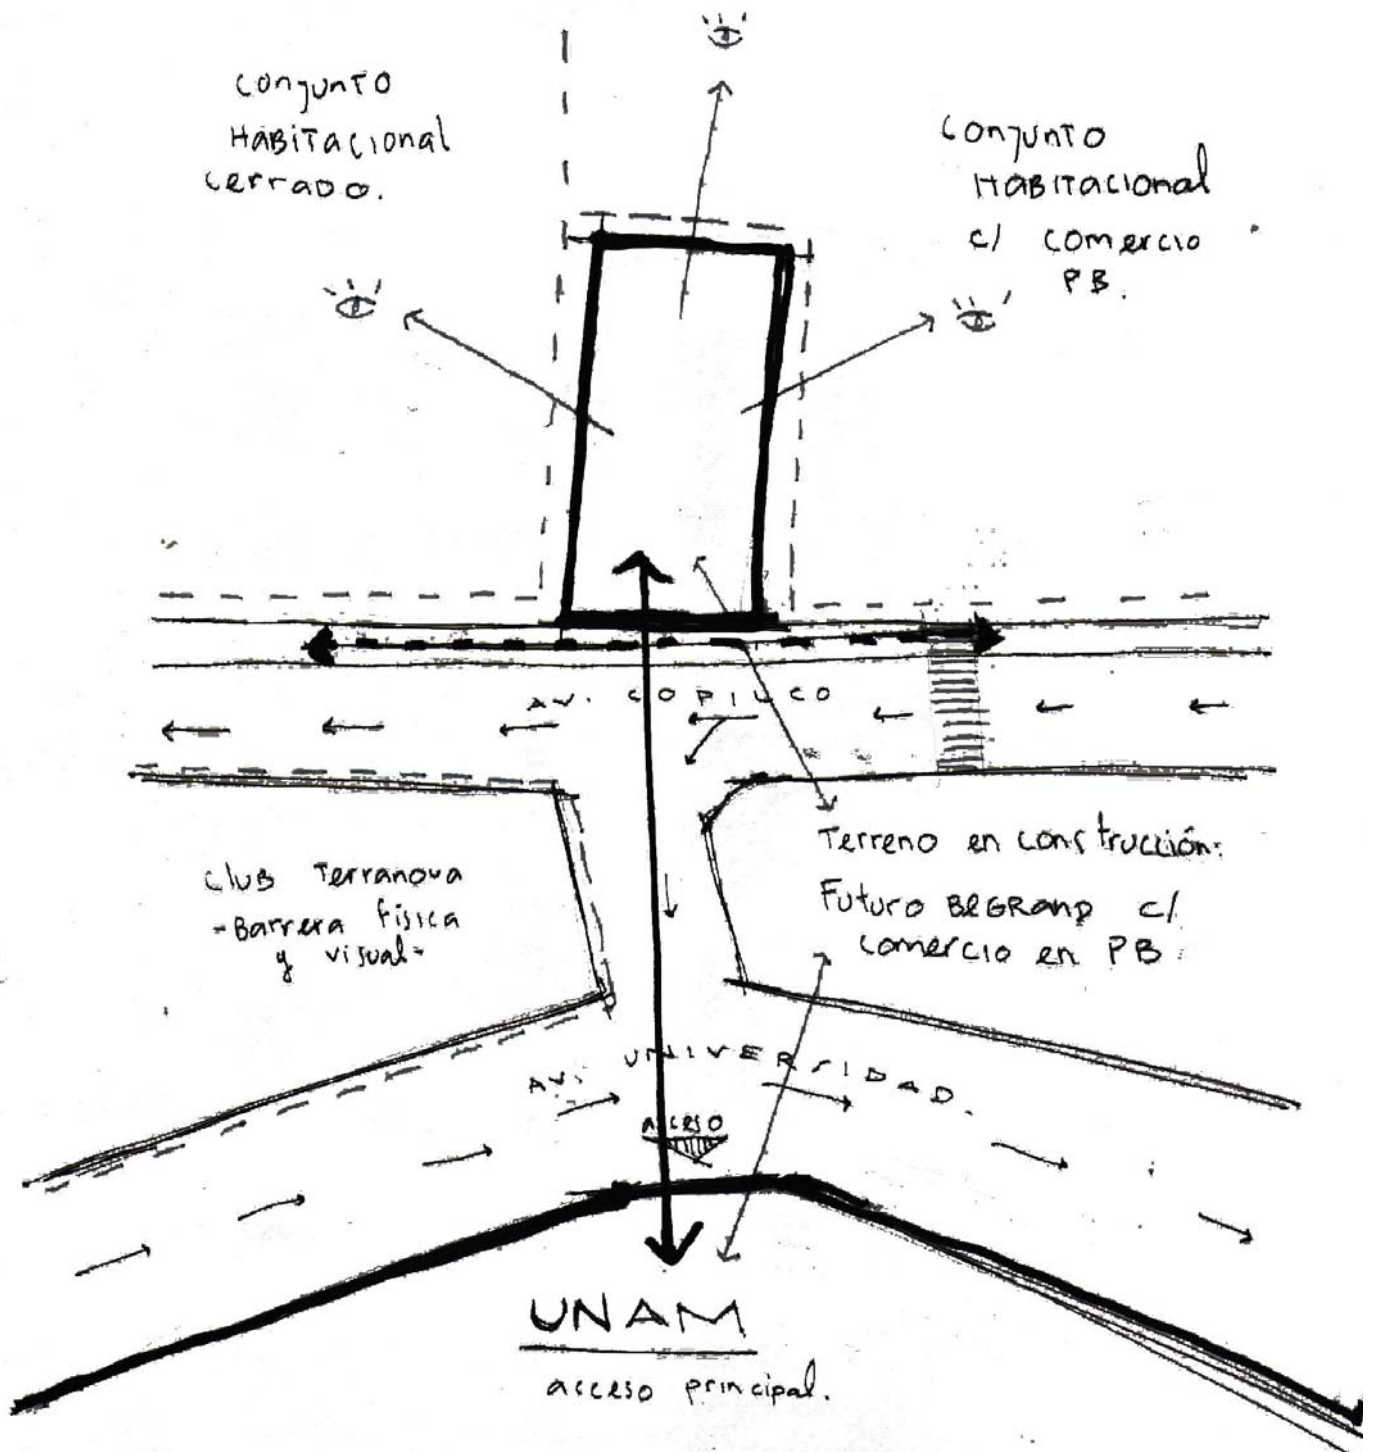 conjunto
Habitacional
cerrado.
conjunto
Habitacional
c/ comercio
PB.
AV. COPILCO
Terreno en construcción:
Futuro BEGRAND c/
comercio en PB.
club Terranova
-Barrera física
y visual-
AV. UNIVERSIDAD.
acceso
UNAM
acceso principal.